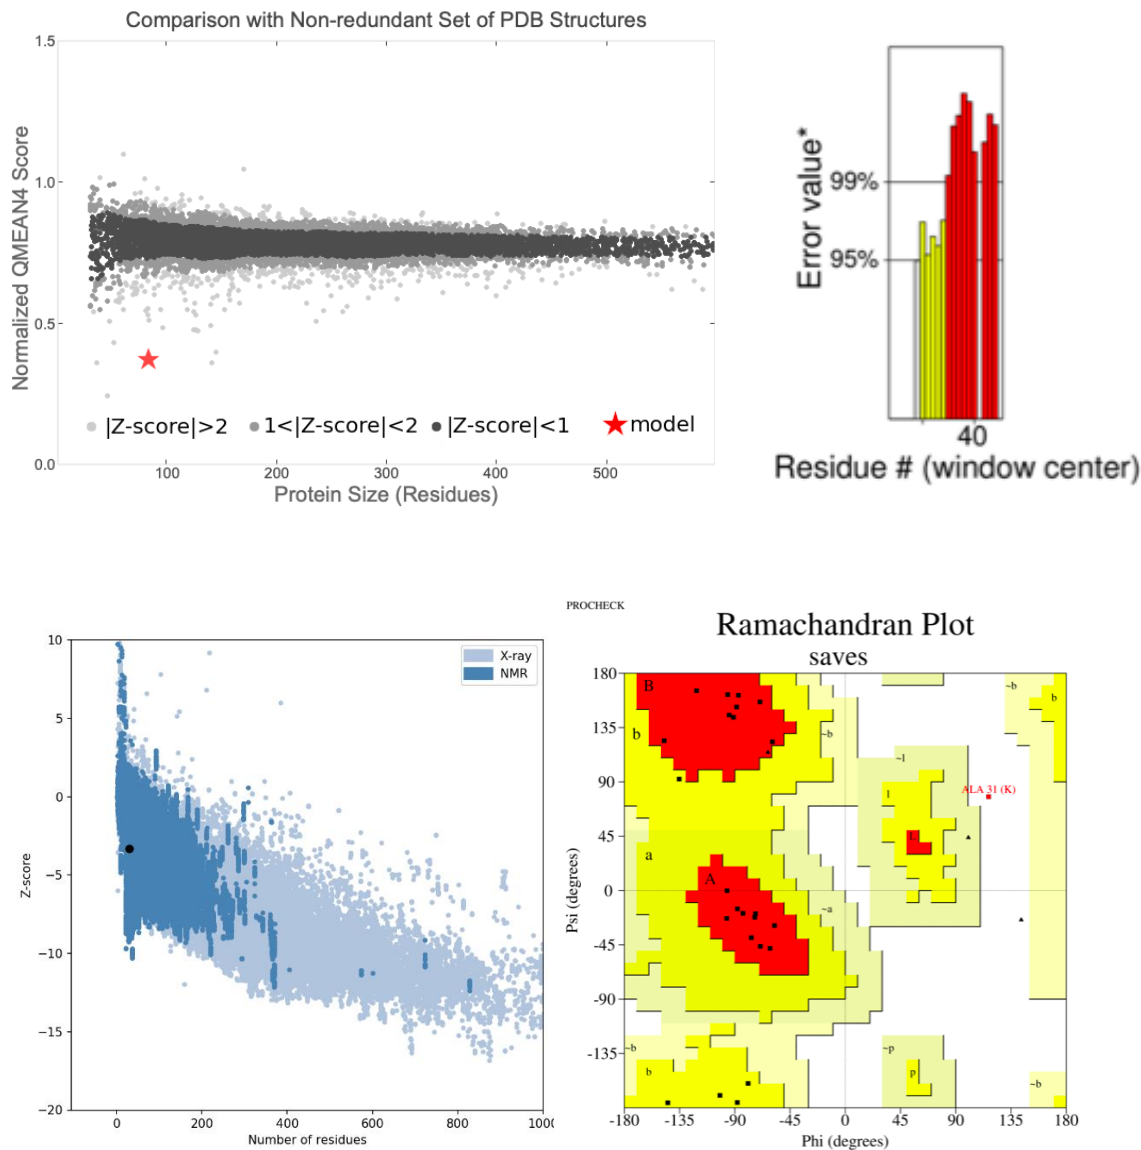 Comparison with Non-redundant Set of PDB Structures
1.5
1.0
0.5
0.0
Normalized QMEAN4 Score
|Z-score|>2
1<|Z-score|<2
|Z-score|<1
model
100
200
300
400
500
Protein Size (Residues)
Error value*
99%
95%
40
Residue # (window center)
10
5
0
−5
−10
−15
−20
Z-score
X-ray
NMR
0
200
400
600
800
1000
Number of residues
PROCHECK
Ramachandran Plot
saves
180
135
90
45
0
-45
-90
-135
Psi (degrees)
B
~b
b
b
~b
~l
l
ALA 31 (K)
L
a
A
~a
~b
~p
b
p
~b
-180
-135
-90
-45
0
45
90
135
180
Phi (degrees)